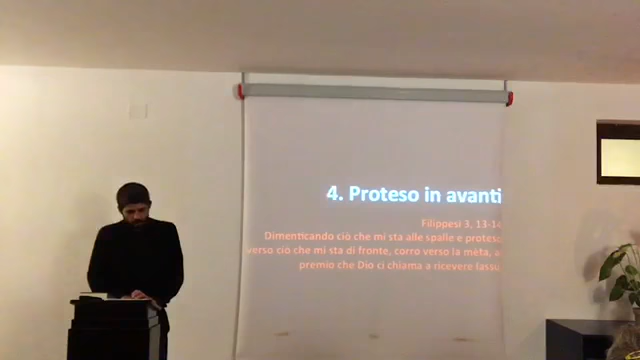 4. Proteso in avanti
Filippesi 3, 13-14
Dimenticando ciò che mi sta alle spalle e proteso
verso ciò che mi sta di fronte, corro verso la mèta, a
premio che Dio ci chiama a ricevere lassù